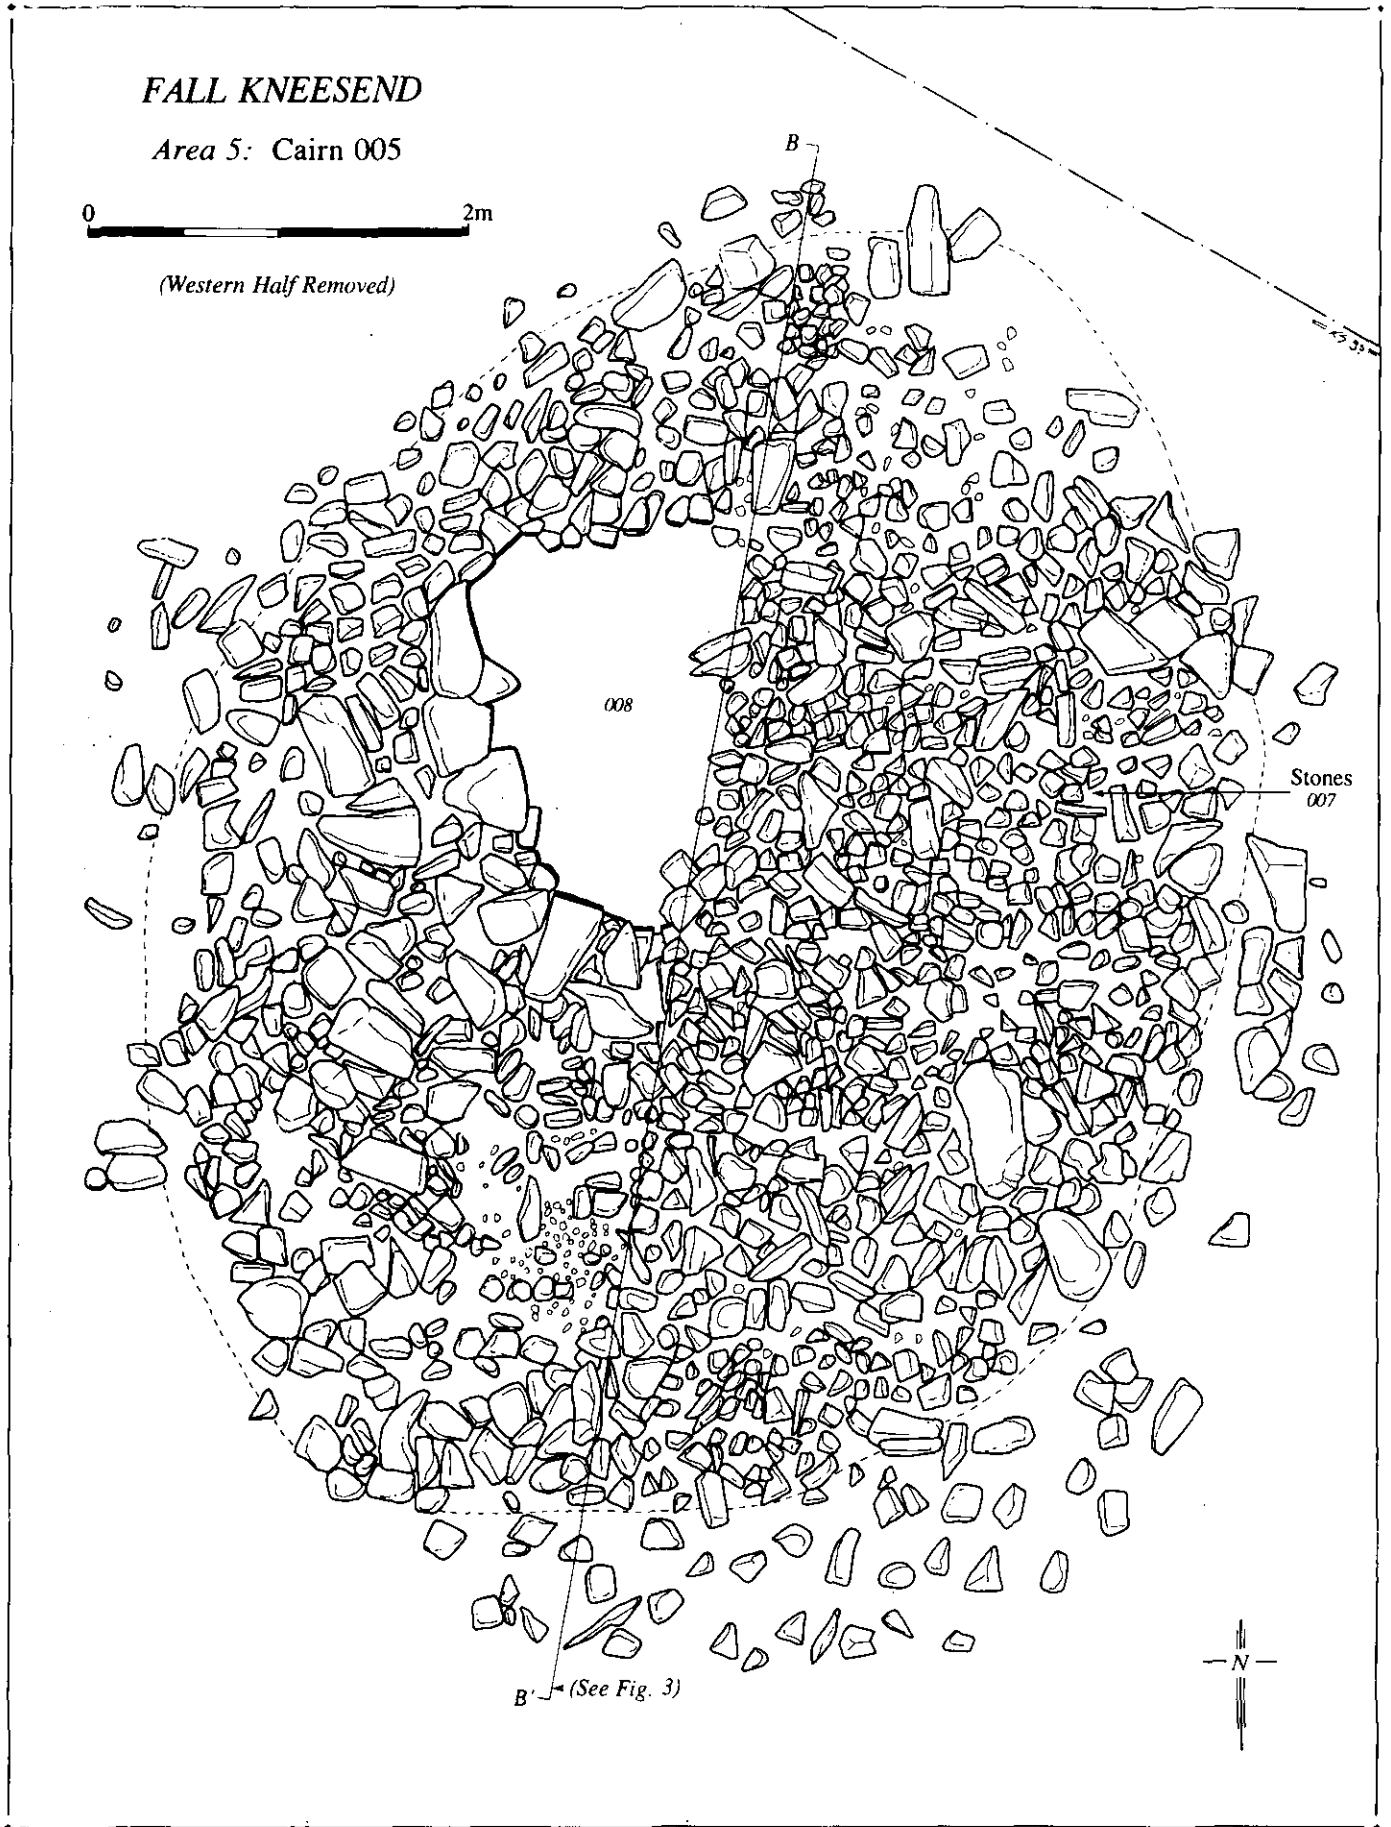 FALL KNEESEND
Area 5: Cairn 005
0 2m
(Western Half Removed)
B
008
Stones
007
B'
(See Fig. 3)
N